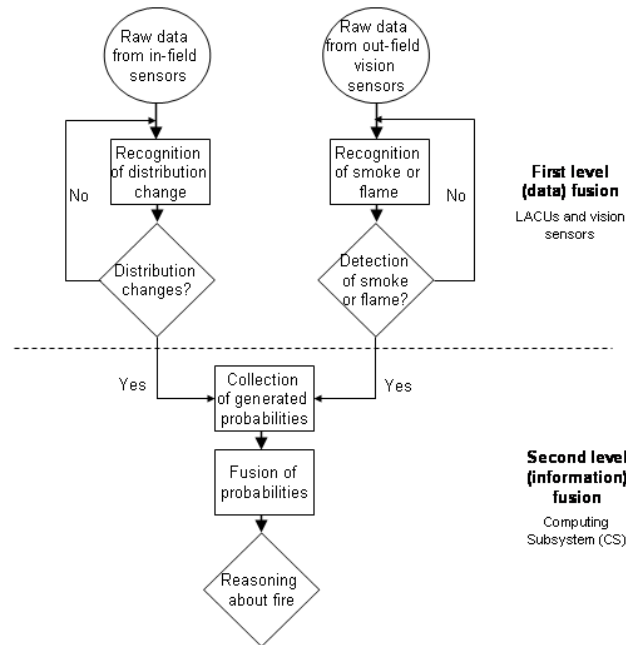 Raw data
from in-field
sensors
Raw data
from out-field
vision
sensors
Recognition
of distribution
change
Recognition
of smoke or
flame
No
No
First level
(data) fusion
LACUs and vision
sensors
Distribution
changes?
Detection
of smoke
or flame?
Yes
Yes
Collection
of generated
probabilities
Fusion of
probabilities
Second level
(information)
fusion
Computing
Subsystem (CS)
Reasoning
about fire